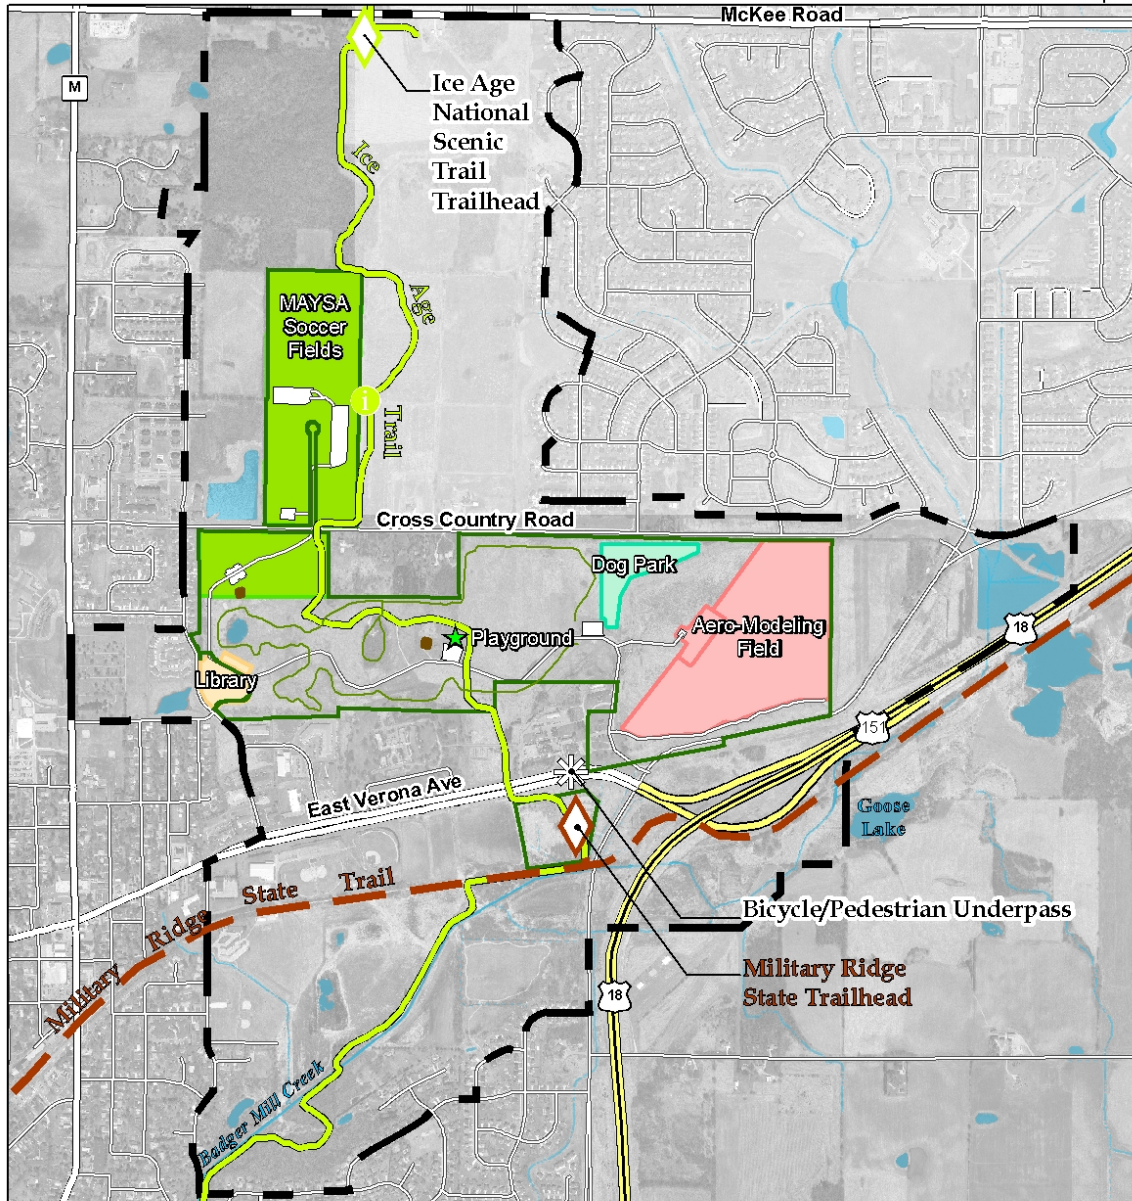 McKee Road
M
Ice Age
National
Scenic
Trail
Trailhead
Ice
Age
Trail
MAYSA
Soccer
Fields
i
Cross Country Road
Dog Park
Playground
Aero-Modeling
Field
Library
18
151
East Verona Ave
Goose
Lake
Military Ridge State Trail
Bicycle/Pedestrian Underpass
Military Ridge
State Trailhead
18
Badger Mill Creek